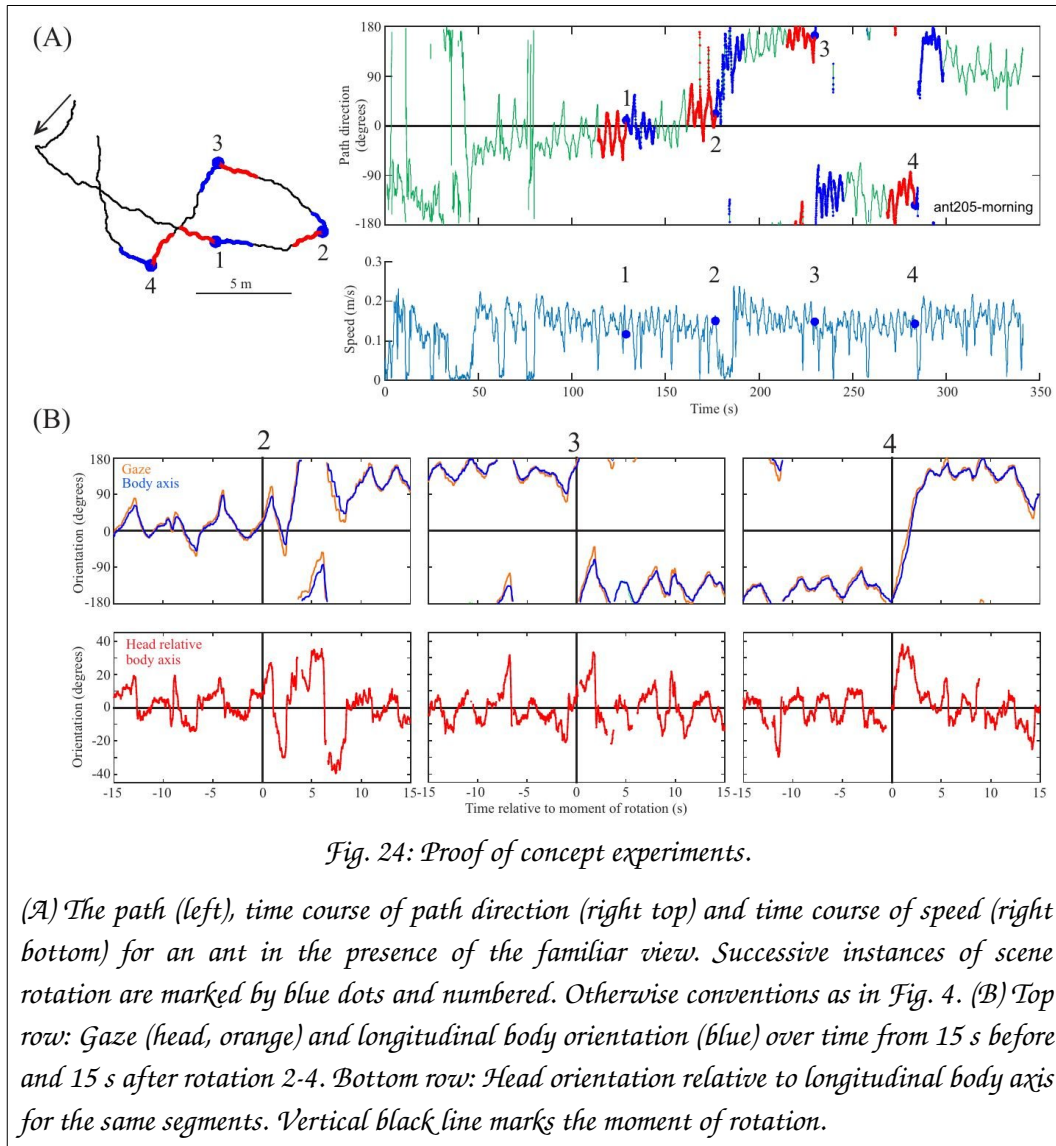 (A)
3
2
1
4
5 m
180
90
0
-90
-180
Path direction
(degrees)
1
2
3
4
ant205-morning
0.3
0.2
0.1
0
Speed (m/s)
1
2
3
4
0
50
100
150
200
250
300
350
Time (s)
(B)
2
3
4
180
90
0
-90
-180
Orientation (degrees)
Gaze
Body axis
40
20
0
-20
-40
Orientation (degrees)
Head relative
body axis
-15 -10 -5 0 5 10 15 -10 -5 0 5 10 15 -15 -10 -5 0 5 10 15
Time relative to moment of rotation (s)
Fig. 24: Proof of concept experiments.
(A) The path (left), time course of path direction (right top) and time course of speed (right
bottom) for an ant in the presence of the familiar view. Successive instances of scene
rotation are marked by blue dots and numbered. Otherwise conventions as in Fig. 4. (B) Top
row: Gaze (head, orange) and longitudinal body orientation (blue) over time from 15 s before
and 15 s after rotation 2-4. Bottom row: Head orientation relative to longitudinal body axis
for the same segments. Vertical black line marks the moment of rotation.